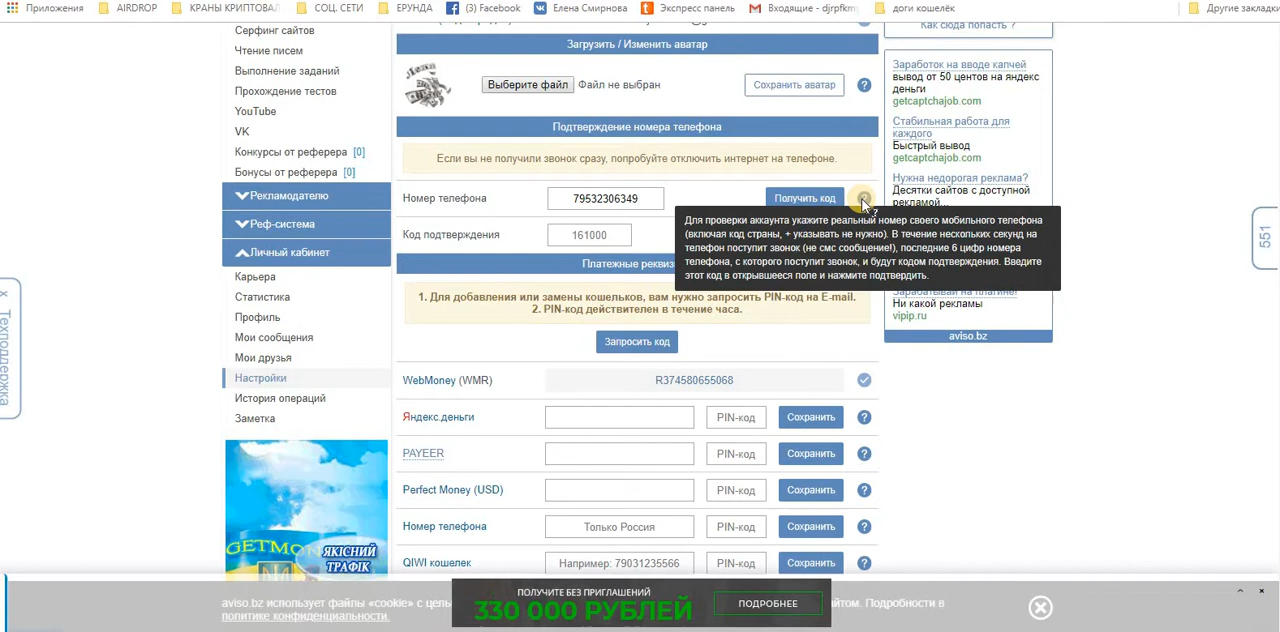 Приложения
AIRDROP
КРАНЫ КРИПТОВАЛ
СОЦ. СЕТИ
ЕРУНДА
(3) Facebook
Елена Смирнова
Экспресс панель
Входящие - djrpfkm
доги кошелёк
Другие закладки
Серфинг сайтов
Чтение писем
Выполнение заданий
Прохождение тестов
YouTube
VK
Конкурсы от реферера [0]
Бонусы от реферера [0]
Рекламодателю
Реф-система
Личный кабинет
Карьера
Статистика
Профиль
Мои сообщения
Мои друзья
Настройки
История операций
Заметка
GETMON
ЯКІСНИЙ
ТРАФІК
x Техподдержка
Загрузить / Изменить аватар
Выберите файл Файл не выбран
Сохранить аватар
?
Подтверждение номера телефона
Если вы не получили звонок сразу, попробуйте отключить интернет на телефоне.
Номер телефона
79532306349
Получить код
Для проверки аккаунта укажите реальный номер своего мобильного телефона
(включая код страны, + указывать не нужно). В течение нескольких секунд на
телефон поступит звонок (не смс сообщение!), последние 6 цифр номера
телефона, с которого поступит звонок, и будут кодом подтверждения. Введите
этот код в открывшееся поле и нажмите подтвердить.
Код подтверждения
161000
Платежные рекви
1. Для добавления или замены кошельков, вам нужно запросить PIN-код на E-mail.
2. PIN-код действителен в течение часа.
Запросить код
WebMoney (WMR)
R374580655068
Яндекс.деньги
PIN-код
Сохранить
?
PAYEER
PIN-код
Сохранить
?
Perfect Money (USD)
PIN-код
Сохранить
?
Номер телефона
Только Россия
PIN-код
Сохранить
?
QIWI кошелек
Например: 79031235566
PIN-код
Сохранить
?
Как сюда попасть ?
Заработок на вводе капчей
вывод от 50 центов на яндекс
деньги
getcaptchajob.com
Стабильная работа для
каждого
Быстрый вывод
getcaptchajob.com
Нужна недорогая реклама?
Десятки сайтов с доступной
рекламой...
Зарабатывай на плагине!
Ни какой рекламы
vipip.ru
aviso.bz
551
aviso.bz использует файлы «cookie» с цель
йтом. Подробности в
политике конфиденциальности.
ПОЛУЧИТЕ БЕЗ ПРИГЛАШЕНИЙ
330 000 РУБЛЕЙ
ПОДРОБНЕЕ